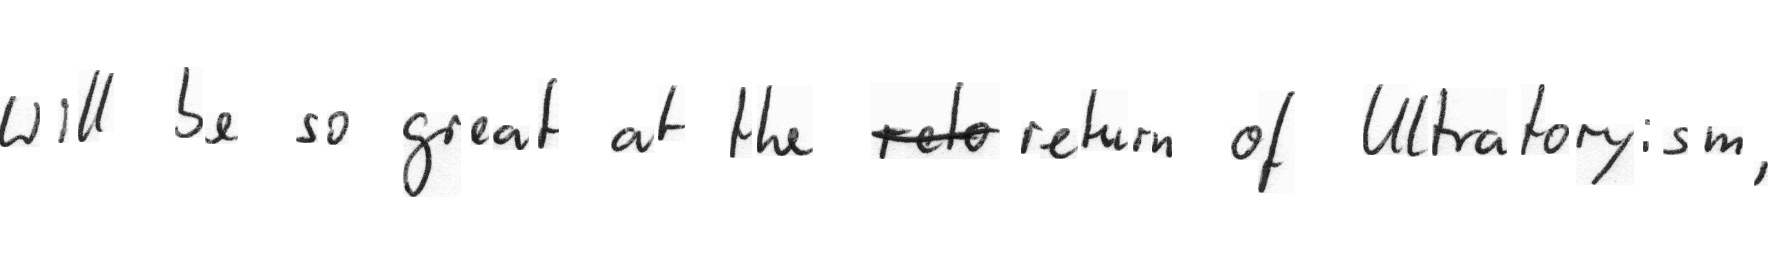 will be so great at the return of Ultratoryism,